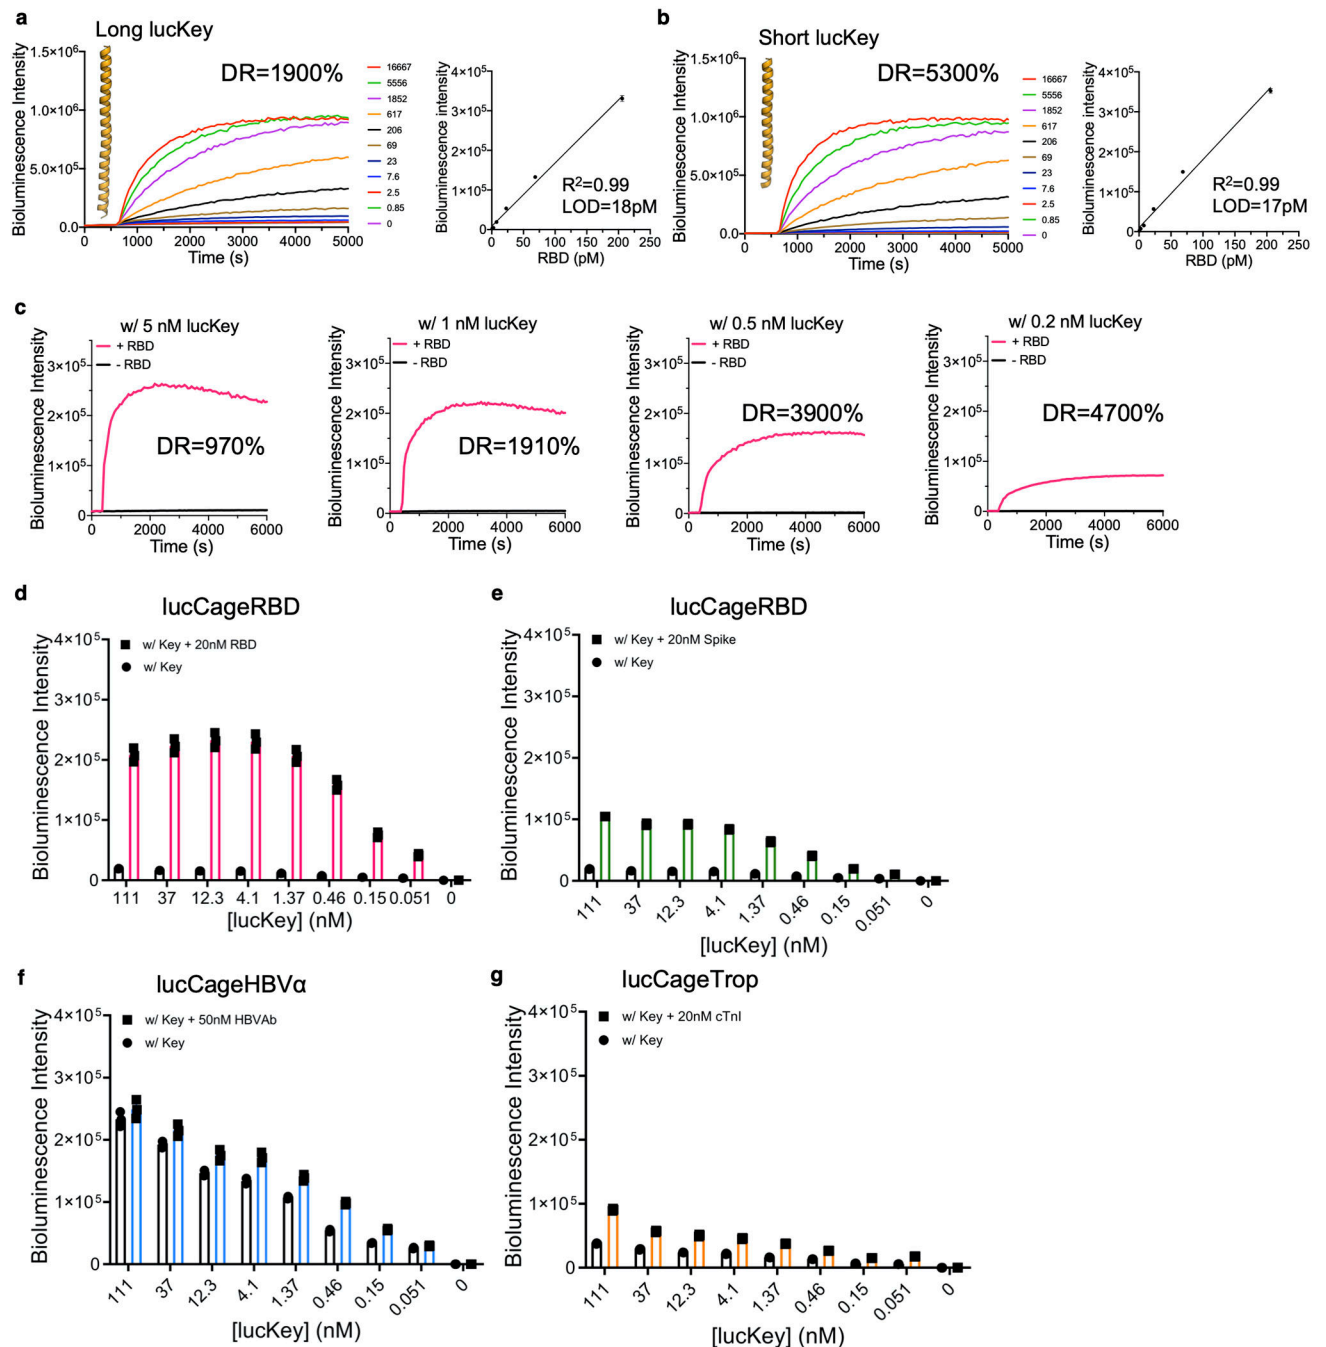 a
Long lucKey
Bioluminescence Intensity
1.5×10⁶
1.0×10⁶
5.0×10⁵
0.0
0
1000
2000
3000
4000
5000
Time (s)
DR=1900%
16667
5556
1852
617
206
69
23
7.6
2.5
0.85
0
Bioluminescence Intensity
4×10⁵
3×10⁵
2×10⁵
1×10⁵
0
0
50
100
150
200
250
RBD (pM)
R²=0.99
LOD=18pM
b
Short lucKey
Bioluminescence Intensity
1.5×10⁶
1.0×10⁶
5.0×10⁵
0.0
0
1000
2000
3000
4000
5000
Time (s)
DR=5300%
16667
5556
1852
617
206
69
23
7.6
2.5
0.85
0
Bioluminescence Intensity
4×10⁵
3×10⁵
2×10⁵
1×10⁵
0
0
50
100
150
200
250
RBD (pM)
R²=0.99
LOD=17pM
c
w/ 5 nM lucKey
+ RBD
- RBD
Bioluminescence Intensity
3×10⁵
2×10⁵
1×10⁵
0
DR=970%
0
2000
4000
6000
Time (s)
w/ 1 nM lucKey
+ RBD
- RBD
Bioluminescence Intensity
3×10⁵
2×10⁵
1×10⁵
0
DR=1910%
0
2000
4000
6000
Time (s)
w/ 0.5 nM lucKey
+ RBD
- RBD
Bioluminescence Intensity
3×10⁵
2×10⁵
1×10⁵
0
DR=3900%
0
2000
4000
6000
Time (s)
w/ 0.2 nM lucKey
+ RBD
- RBD
Bioluminescence Intensity
3×10⁵
2×10⁵
1×10⁵
0
DR=4700%
0
2000
4000
6000
Time (s)
d
lucCageRBD
w/ Key + 20nM RBD
w/ Key
Bioluminescence Intensity
4×10⁵
3×10⁵
2×10⁵
1×10⁵
0
111
37
12.3
4.1
1.37
0.46
0.15
0.051
0
[lucKey] (nM)
e
lucCageRBD
w/ Key + 20nM Spike
w/ Key
Bioluminescence Intensity
4×10⁵
3×10⁵
2×10⁵
1×10⁵
0
111
37
12.3
4.1
1.37
0.46
0.15
0.051
0
[lucKey] (nM)
f
lucCageHBVα
w/ Key + 50nM HBVAb
w/ Key
Bioluminescence Intensity
4×10⁵
3×10⁵
2×10⁵
1×10⁵
0
111
37
12.3
4.1
1.37
0.46
0.15
0.051
0
[lucKey] (nM)
g
lucCageTrop
w/ Key + 20nM cTnI
w/ Key
Bioluminescence Intensity
4×10⁵
3×10⁵
2×10⁵
1×10⁵
0
111
37
12.3
4.1
1.37
0.46
0.15
0.051
0
[lucKey] (nM)